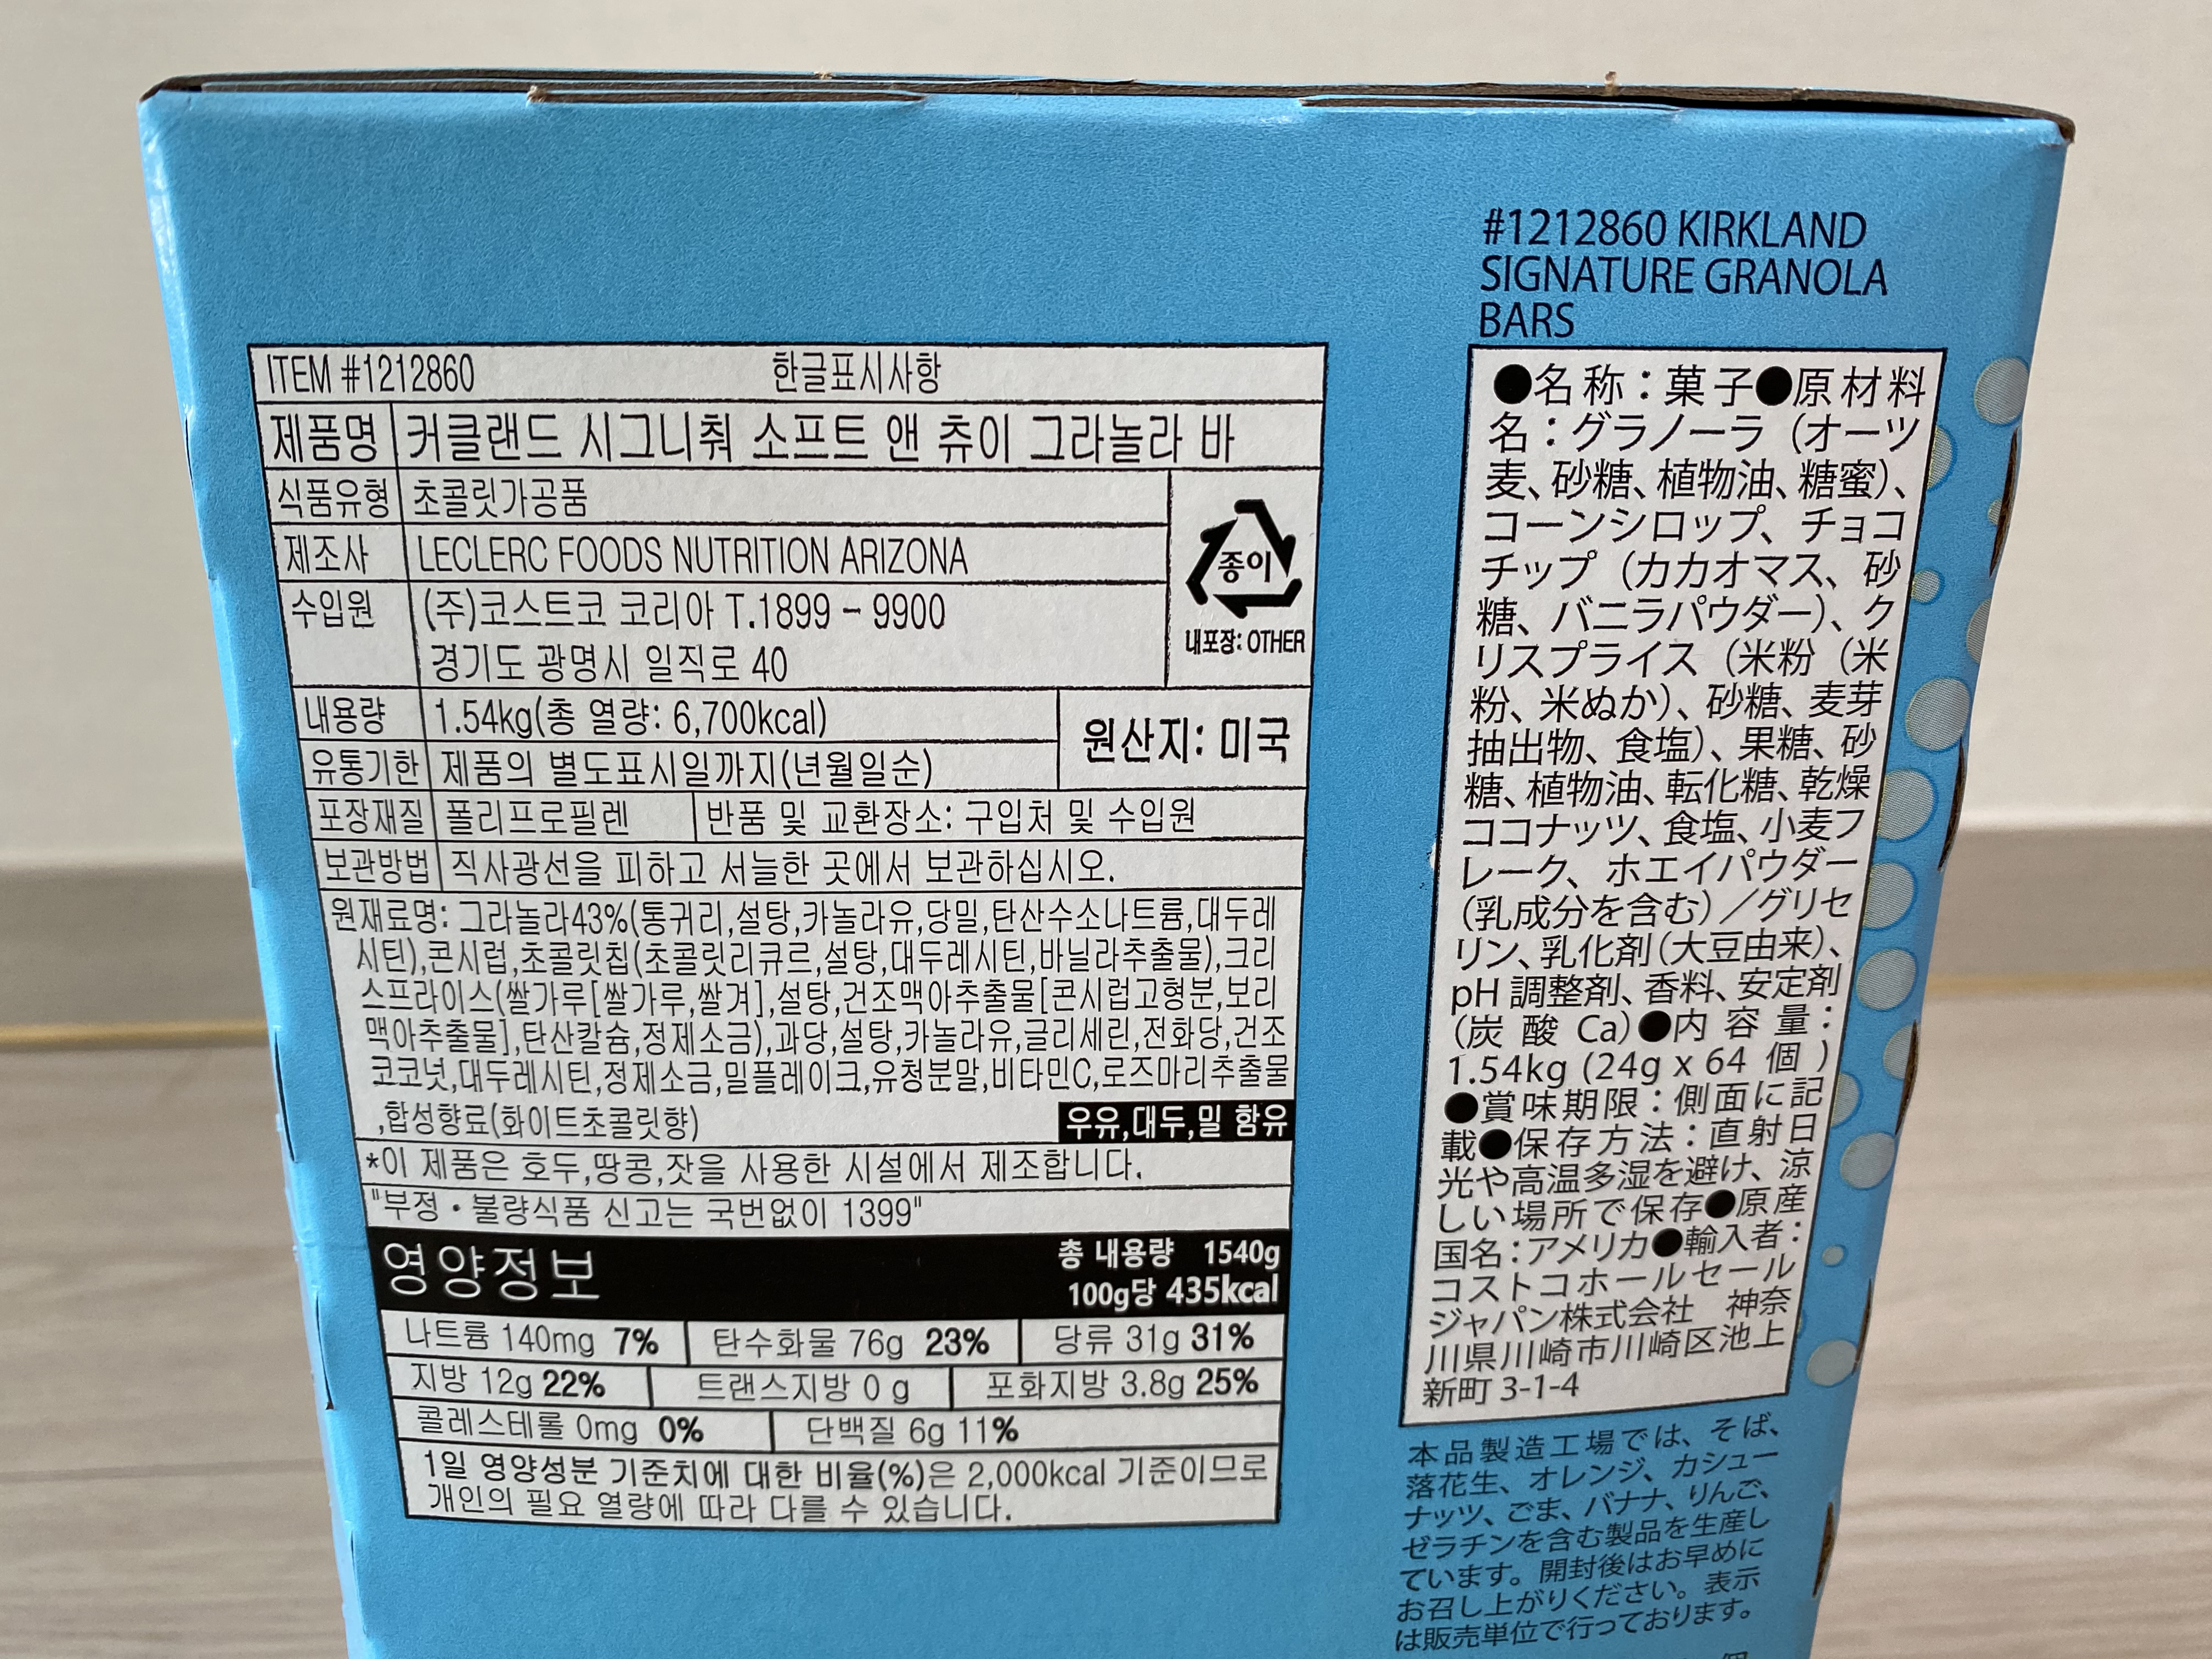 ITEM #1212860 한글표시사항
제품명 커클랜드 시그니춰 소프트 앤 츄이 그라놀라 바
식품유형 초콜릿가공품
제조사 LECLERC FOODS NUTRITION ARIZONA
수입원 (주)코스트코 코리아 T.1899 - 9900
경기도 광명시 일직로 40
종이
내포장: OTHER
내용량 1.54kg(총 열량: 6,700kcal)
유통기한 제품의 별도표시일까지(년월일순)
원산지: 미국
포장재질 폴리프로필렌 반품 및 교환장소: 구입처 및 수입원
보관방법 직사광선을 피하고 서늘한 곳에서 보관하십시오.
원재료명: 그라놀라43%(통귀리,설탕,카놀라유,당밀,탄산수소나트륨,대두레
시틴),콘시럽,초콜릿칩(초콜릿리큐르,설탕,대두레시틴,바닐라추출물),크리
스프라이스(쌀가루[쌀가루,쌀겨],설탕,건조맥아추출물[콘시럽고형분,보리
맥아추출물],탄산칼슘,정제소금),과당,설탕,카놀라유,글리세린,전화당,건조
코코넛,대두레시틴,정제소금,밀플레이크,유청분말,비타민C,로즈마리추출물
,합성향료(화이트초콜릿향) 우유,대두,밀 함유
*이 제품은 호두,땅콩,잣을 사용한 시설에서 제조합니다.
"부정・불량식품 신고는 국번없이 1399"
영양정보
총 내용량 1540g
100g당 435kcal
나트륨 140mg 7% 탄수화물 76g 23% 당류 31g 31%
지방 12g 22% 트랜스지방 0 g 포화지방 3.8g 25%
콜레스테롤 0mg 0% 단백질 6g 11%
1일 영양성분 기준치에 대한 비율(%)은 2,000kcal 기준이므로
개인의 필요 열량에 따라 다를 수 있습니다.
#1212860 KIRKLAND
SIGNATURE GRANOLA
BARS
●名称：菓子●原材料
名：グラノーラ（オーツ
麦、砂糖、植物油、糖蜜）、
コーンシロップ、チョコ
チップ（カカオマス、砂
糖、バニラパウダー）、ク
リスプライス（米粉（米
粉、米ぬか）、砂糖、麦芽
抽出物、食塩）、果糖、砂
糖、植物油、転化糖、乾燥
ココナッツ、食塩、小麦フ
レーク、ホエイパウダー
（乳成分を含む）／グリセ
リン、乳化剤（大豆由来）、
pH 調整剤、香料、安定剤
（炭酸 Ca）●内容量：
1.54kg (24g x 64 個 )
●賞味期限：側面に記
載●保存方法：直射日
光や高温多湿を避け、涼
しい場所で保存●原産
国名：アメリカ●輸入者：
コストコホールセール
ジャパン株式会社 神奈
川県川崎市川崎区池上
新町 3-1-4
本品製造工場では、そば、
落花生、オレンジ、カシュー
ナッツ、ごま、バナナ、りんご、
ゼラチンを含む製品を生産し
ています。開封後はお早めに
お召し上がりください。表示
は販売単位で行っております。